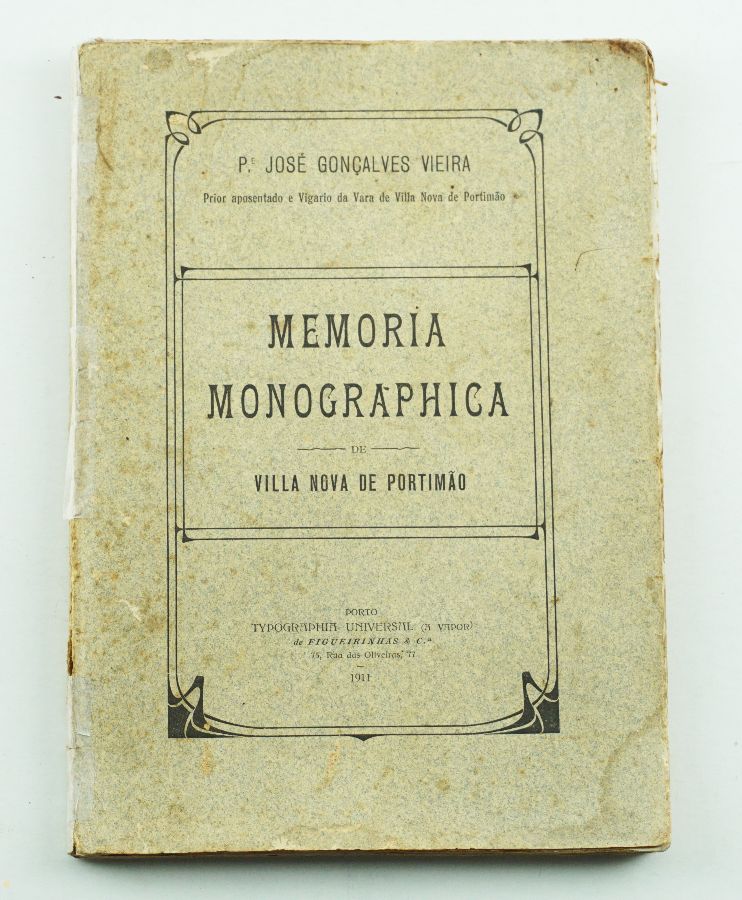 P.E JOSÉ GONÇALVES VIEIRA
Prior aposentado e Vigario da Vara de Villa Nova de Portimão
MEMORIA
MONOGRAPHICA
DE
VILLA NOVA DE PORTIMÃO
PORTO
TYPOGRAPHIA UNIVERSAL (A VAPOR)
de FIGUEIRINHAS & C.ª
75, Rua das Oliveiras, 77
1911